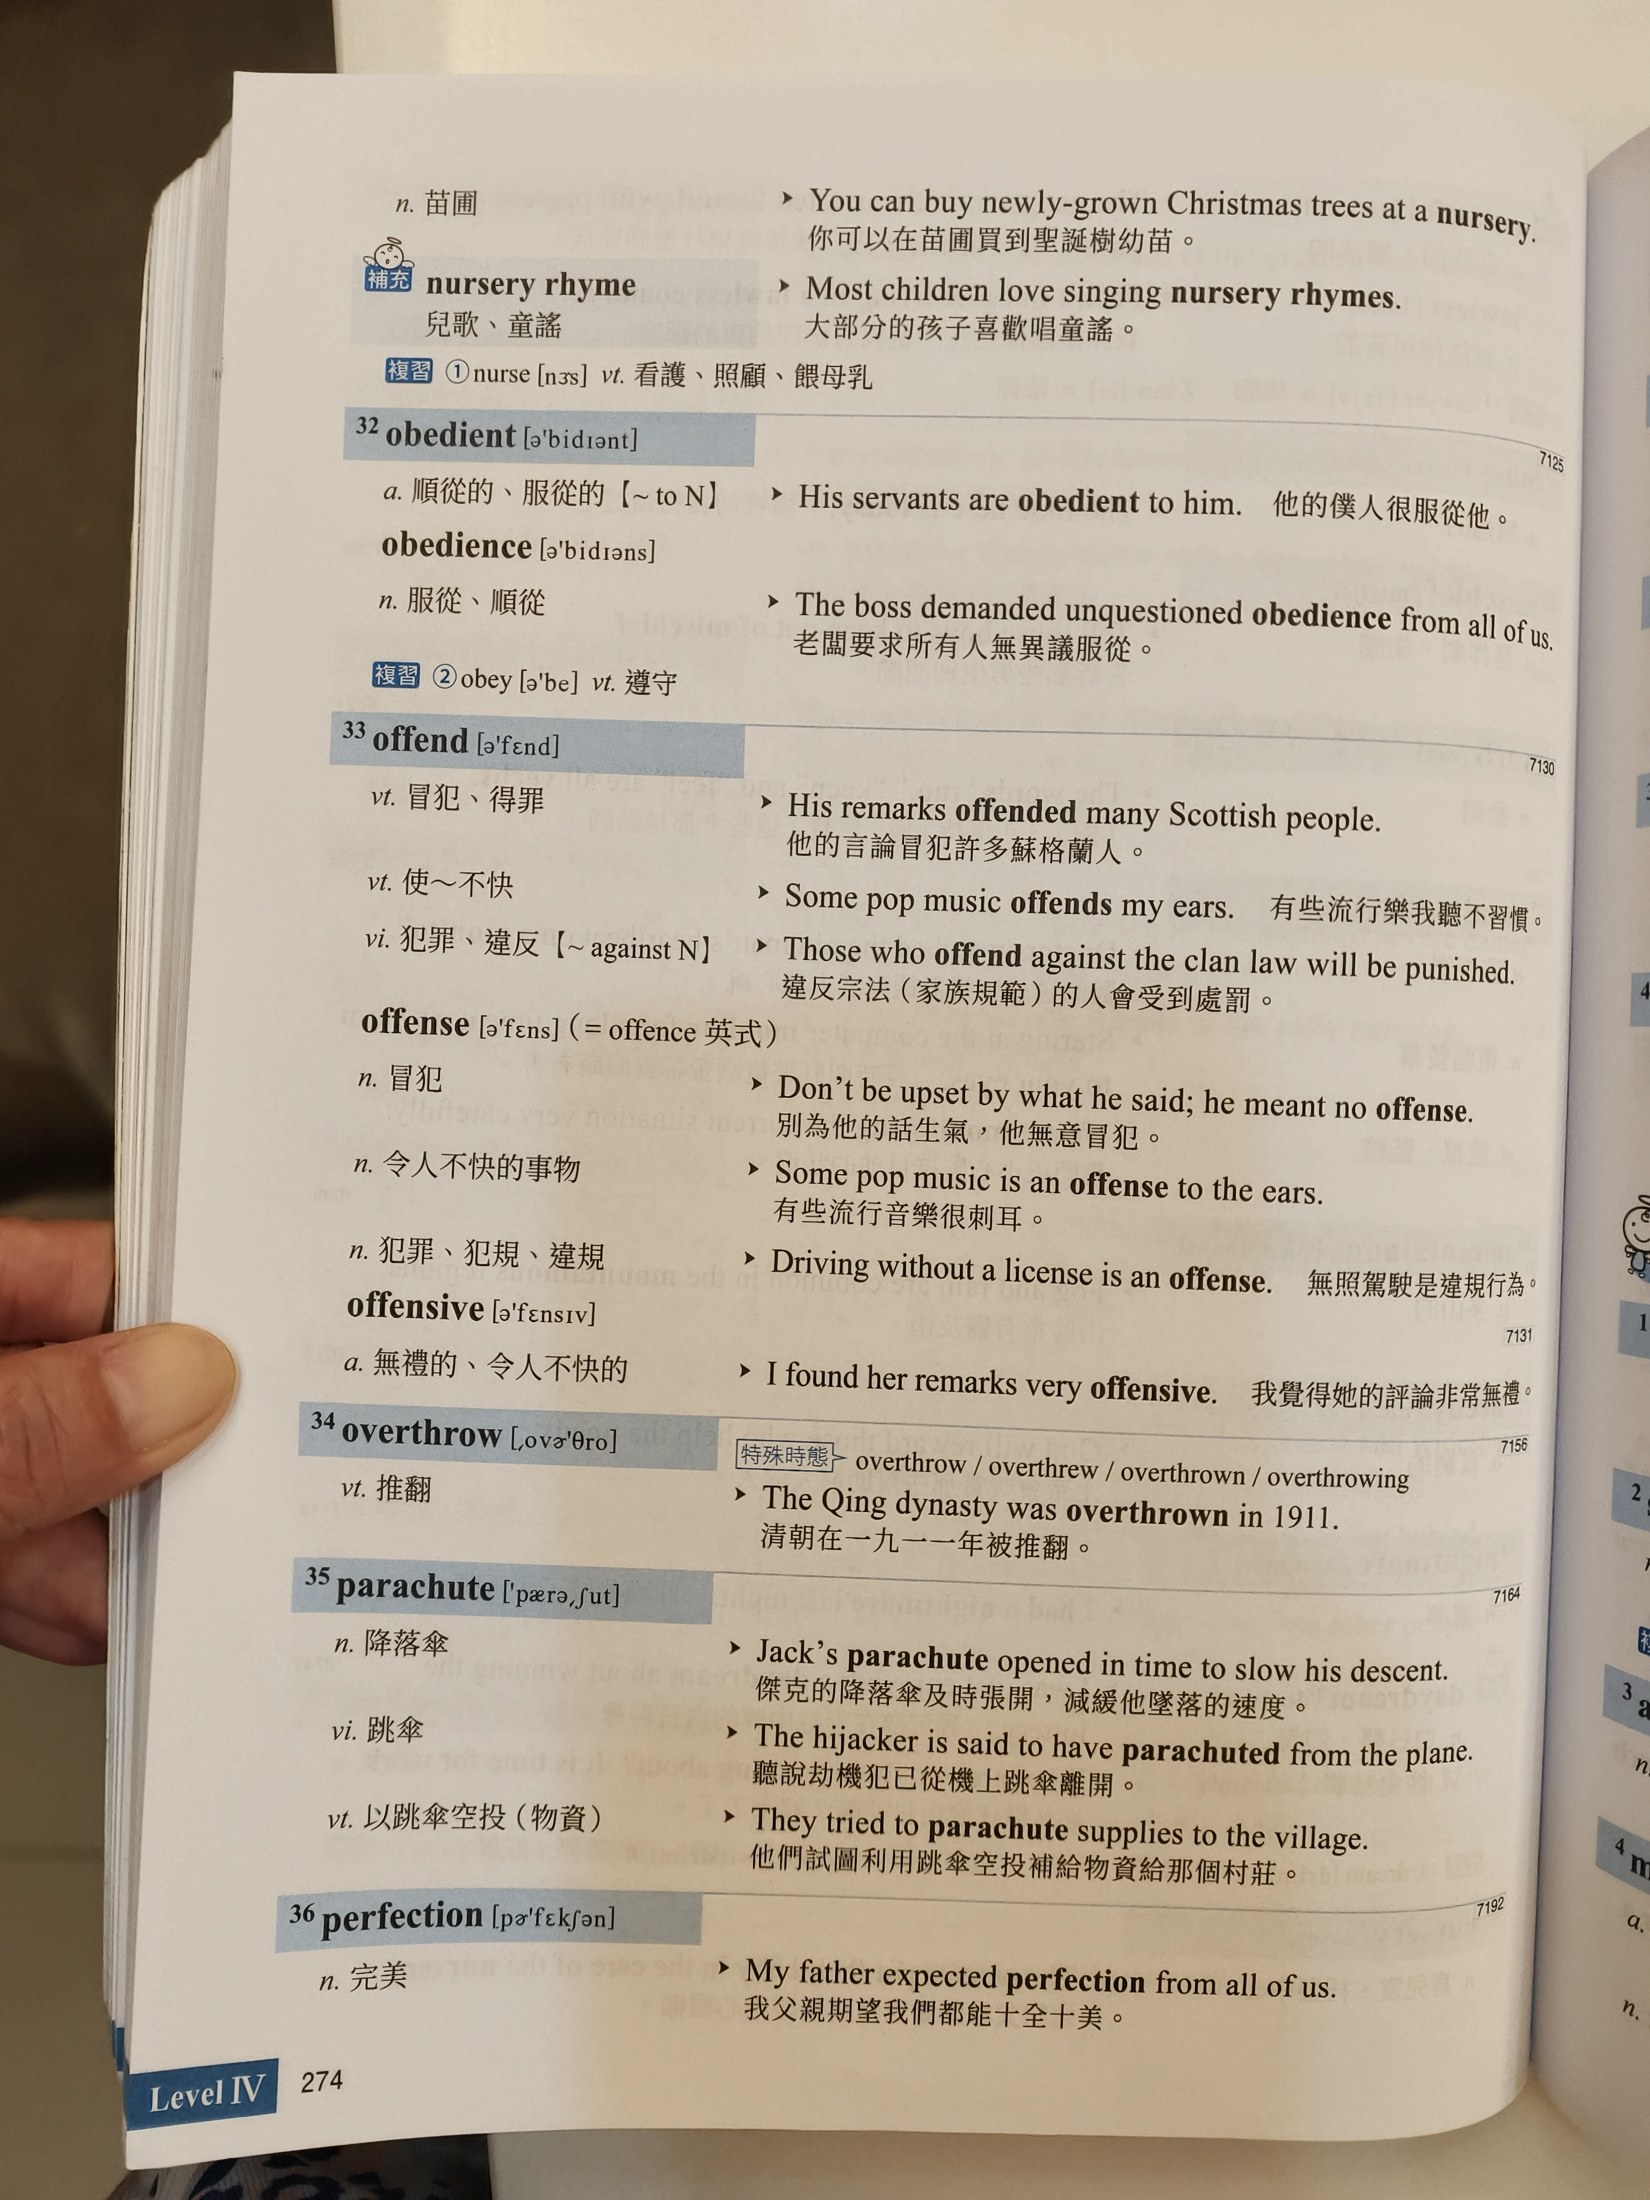 n. 苗圃 ➤ You can buy newly-grown Christmas trees at a nursery.
你可以在苗圃買到聖誕樹幼苗。
補充 nursery rhyme ➤ Most children love singing nursery rhymes.
兒歌、童謠 大部分的孩子喜歡唱童謠。
複習 ①nurse [nɝs] vt. 看護、照顧、餵母乳
32 obedient [ə'bidɪənt] 7125
a. 順從的、服從的【~ to N】 ➤ His servants are obedient to him. 他的僕人很服從他。
obedience [ə'bidɪəns]
n. 服從、順從 ➤ The boss demanded unquestioned obedience from all of us.
老闆要求所有人無異議服從。
複習 ②obey [ə'be] vt. 遵守
33 offend [ə'fɛnd] 7130
vt. 冒犯、得罪 ➤ His remarks offended many Scottish people.
他的言論冒犯許多蘇格蘭人。
vt. 使～不快 ➤ Some pop music offends my ears. 有些流行樂我聽不習慣。
vi. 犯罪、違反【~ against N】 ➤ Those who offend against the clan law will be punished.
違反宗法（家族規範）的人會受到處罰。
offense [ə'fɛns]（= offence 英式）
n. 冒犯 ➤ Don't be upset by what he said; he meant no offense.
別為他的話生氣，他無意冒犯。
n. 令人不快的事物 ➤ Some pop music is an offense to the ears.
有些流行音樂很刺耳。
n. 犯罪、犯規、違規 ➤ Driving without a license is an offense. 無照駕駛是違規行為。
offensive [ə'fɛnsɪv] 7131
a. 無禮的、令人不快的 ➤ I found her remarks very offensive. 我覺得她的評論非常無禮。
34 overthrow [ˌovɚ'θro] 特殊時態 overthrow / overthrew / overthrown / overthrowing 7156
vt. 推翻 ➤ The Qing dynasty was overthrown in 1911.
清朝在一九一一年被推翻。
35 parachute ['pærəˌʃut] 7164
n. 降落傘 ➤ Jack's parachute opened in time to slow his descent.
傑克的降落傘及時張開，減緩他墜落的速度。
vi. 跳傘 ➤ The hijacker is said to have parachuted from the plane.
聽說劫機犯已從機上跳傘離開。
vt. 以跳傘空投（物資） ➤ They tried to parachute supplies to the village.
他們試圖利用跳傘空投補給物資給那個村莊。
36 perfection [pɚ'fɛkʃən] 7192
n. 完美 ➤ My father expected perfection from all of us.
我父親期望我們都能十全十美。
Level IV 274
4
1
2
3 a
n.
4 m
a.
n.